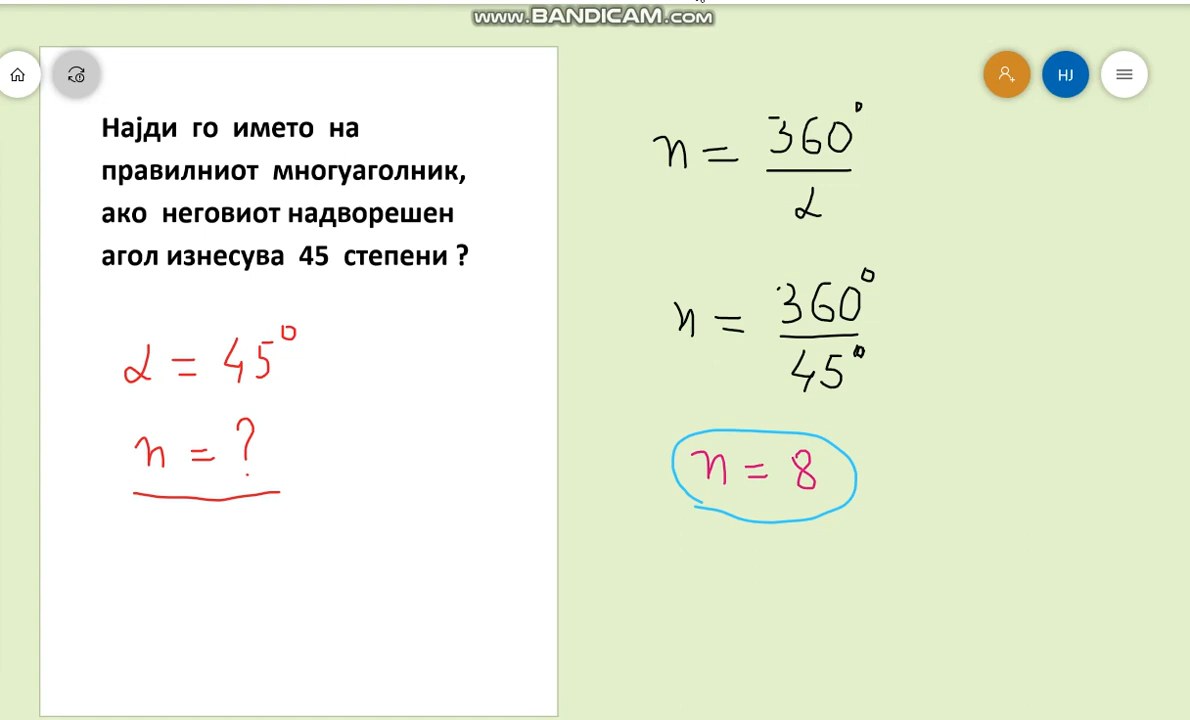 www.BANDICAM.com
HJ
Најди го името на
правилниот многуаголник,
ако неговиот надворешен
агол изнесува 45 степени ?
α = 45°
n = ?
n = 360° / α
n = 360° / 45°
n = 8